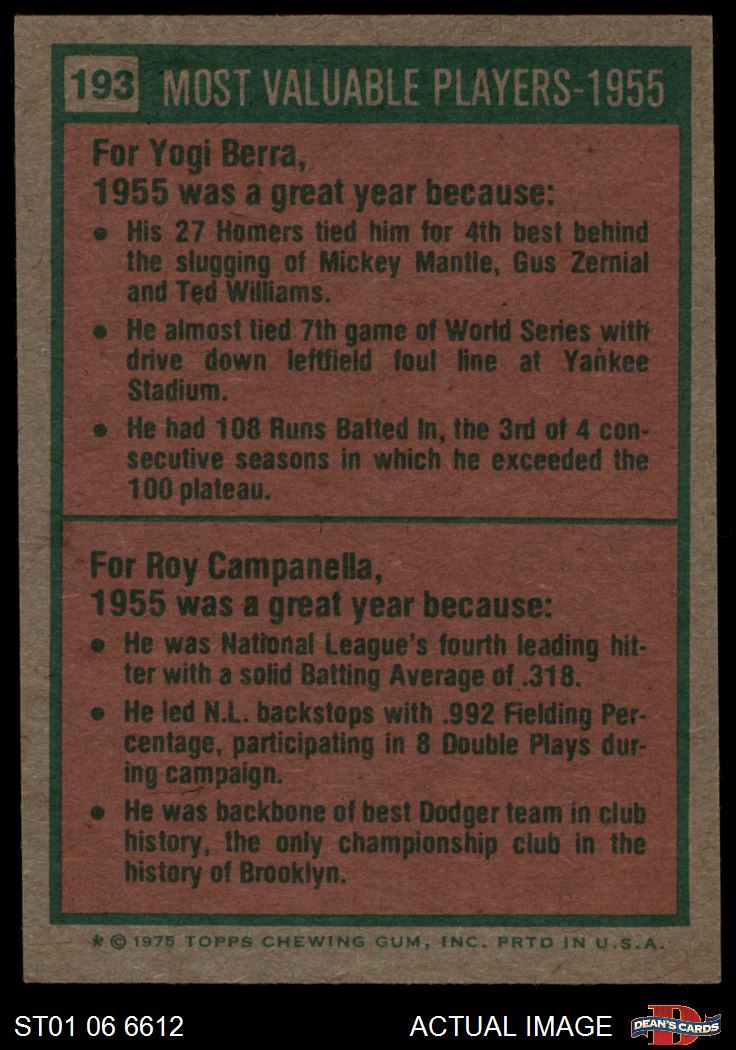 193 MOST VALUABLE PLAYERS-1955
For Yogi Berra,
1955 was a great year because:
• His 27 Homers tied him for 4th best behind
the slugging of Mickey Mantle, Gus Zernial
and Ted Williams.
• He almost tied 7th game of World Series with
drive down leftfield foul line at Yankee
Stadium.
• He had 108 Runs Batted In, the 3rd of 4 con-
secutive seasons in which he exceeded the
100 plateau.
For Roy Campanella,
1955 was a great year because:
• He was National League's fourth leading hit-
ter with a solid Batting Average of .318.
• He led N.L. backstops with .992 Fielding Per-
centage, participating in 8 Double Plays dur-
ing campaign.
• He was backbone of best Dodger team in club
history, the only championship club in the
history of Brooklyn.
* © 1975 TOPPS CHEWING GUM, INC. PRTD IN U.S.A.
ST01 06 6612 ACTUAL IMAGE D DEAN'S CARDS